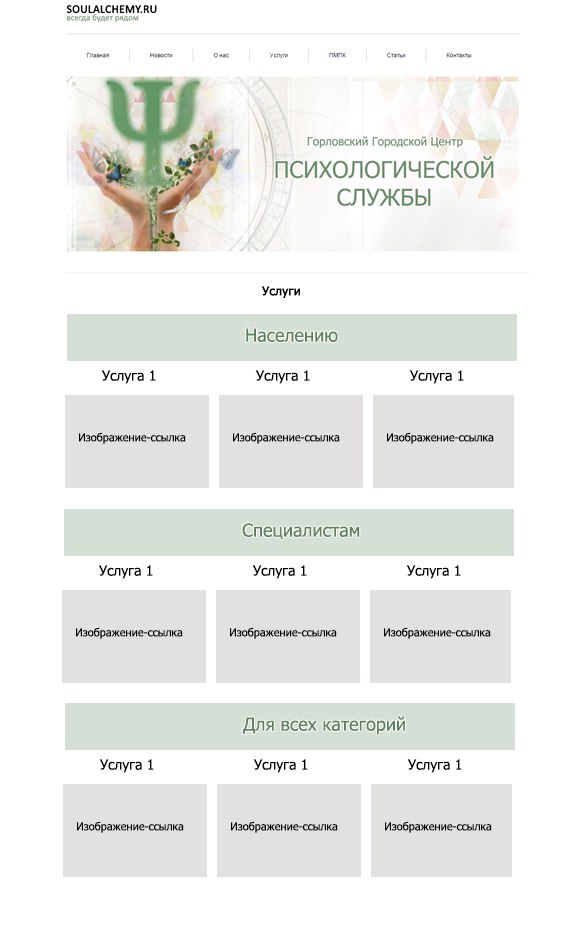 SOULALCHEMY.RU
всегда будет рядом
Главная Новости О нас Услуги ПМПК Статьи Контакты
Горловский Городской Центр
ПСИХОЛОГИЧЕСКОЙ
СЛУЖБЫ
Услуги
Населению
Услуга 1 Услуга 1 Услуга 1
Изображение-ссылка Изображение-ссылка Изображение-ссылка
Специалистам
Услуга 1 Услуга 1 Услуга 1
Изображение-ссылка Изображение-ссылка Изображение-ссылка
Для всех категорий
Услуга 1 Услуга 1 Услуга 1
Изображение-ссылка Изображение-ссылка Изображение-ссылка